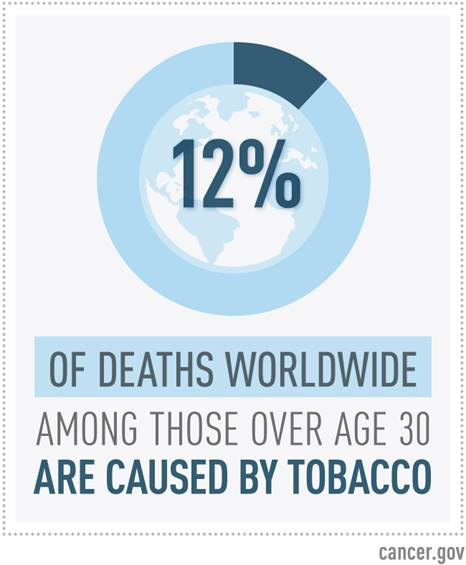 12%
OF DEATHS WORLDWIDE
AMONG THOSE OVER AGE 30
ARE CAUSED BY TOBACCO
cancer.gov